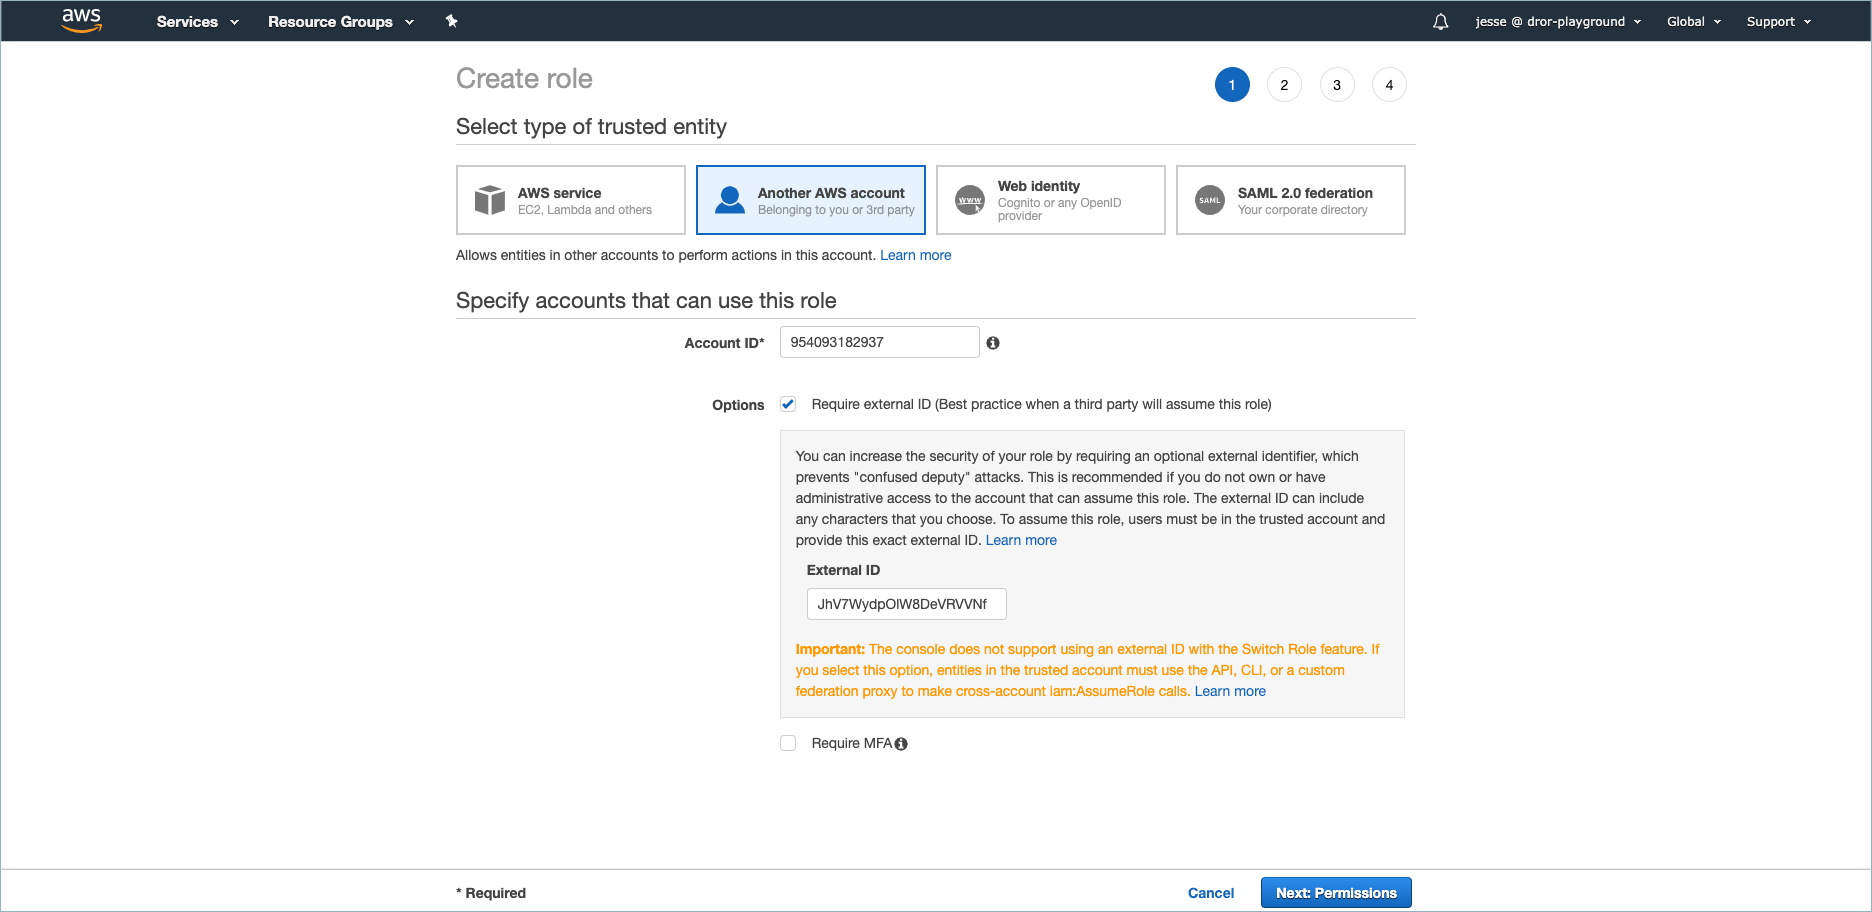 aws Services Resource Groups jesse @ dror-playground Global Support
Create role
1 2 3 4
Select type of trusted entity
AWS service
EC2, Lambda and others
Another AWS account
Belonging to you or 3rd party
www
Web identity
Cognito or any OpenID
provider
SAML
SAML 2.0 federation
Your corporate directory
Allows entities in other accounts to perform actions in this account. Learn more
Specify accounts that can use this role
Account ID* 954093182937
Options Require external ID (Best practice when a third party will assume this role)
You can increase the security of your role by requiring an optional external identifier, which
prevents "confused deputy" attacks. This is recommended if you do not own or have
administrative access to the account that can assume this role. The external ID can include
any characters that you choose. To assume this role, users must be in the trusted account and
provide this exact external ID. Learn more
External ID
JhV7WydpOlW8DeVRVVNf
Important: The console does not support using an external ID with the Switch Role feature. If
you select this option, entities in the trusted account must use the API, CLI, or a custom
federation proxy to make cross-account iam:AssumeRole calls. Learn more
Require MFA
* Required Cancel Next: Permissions